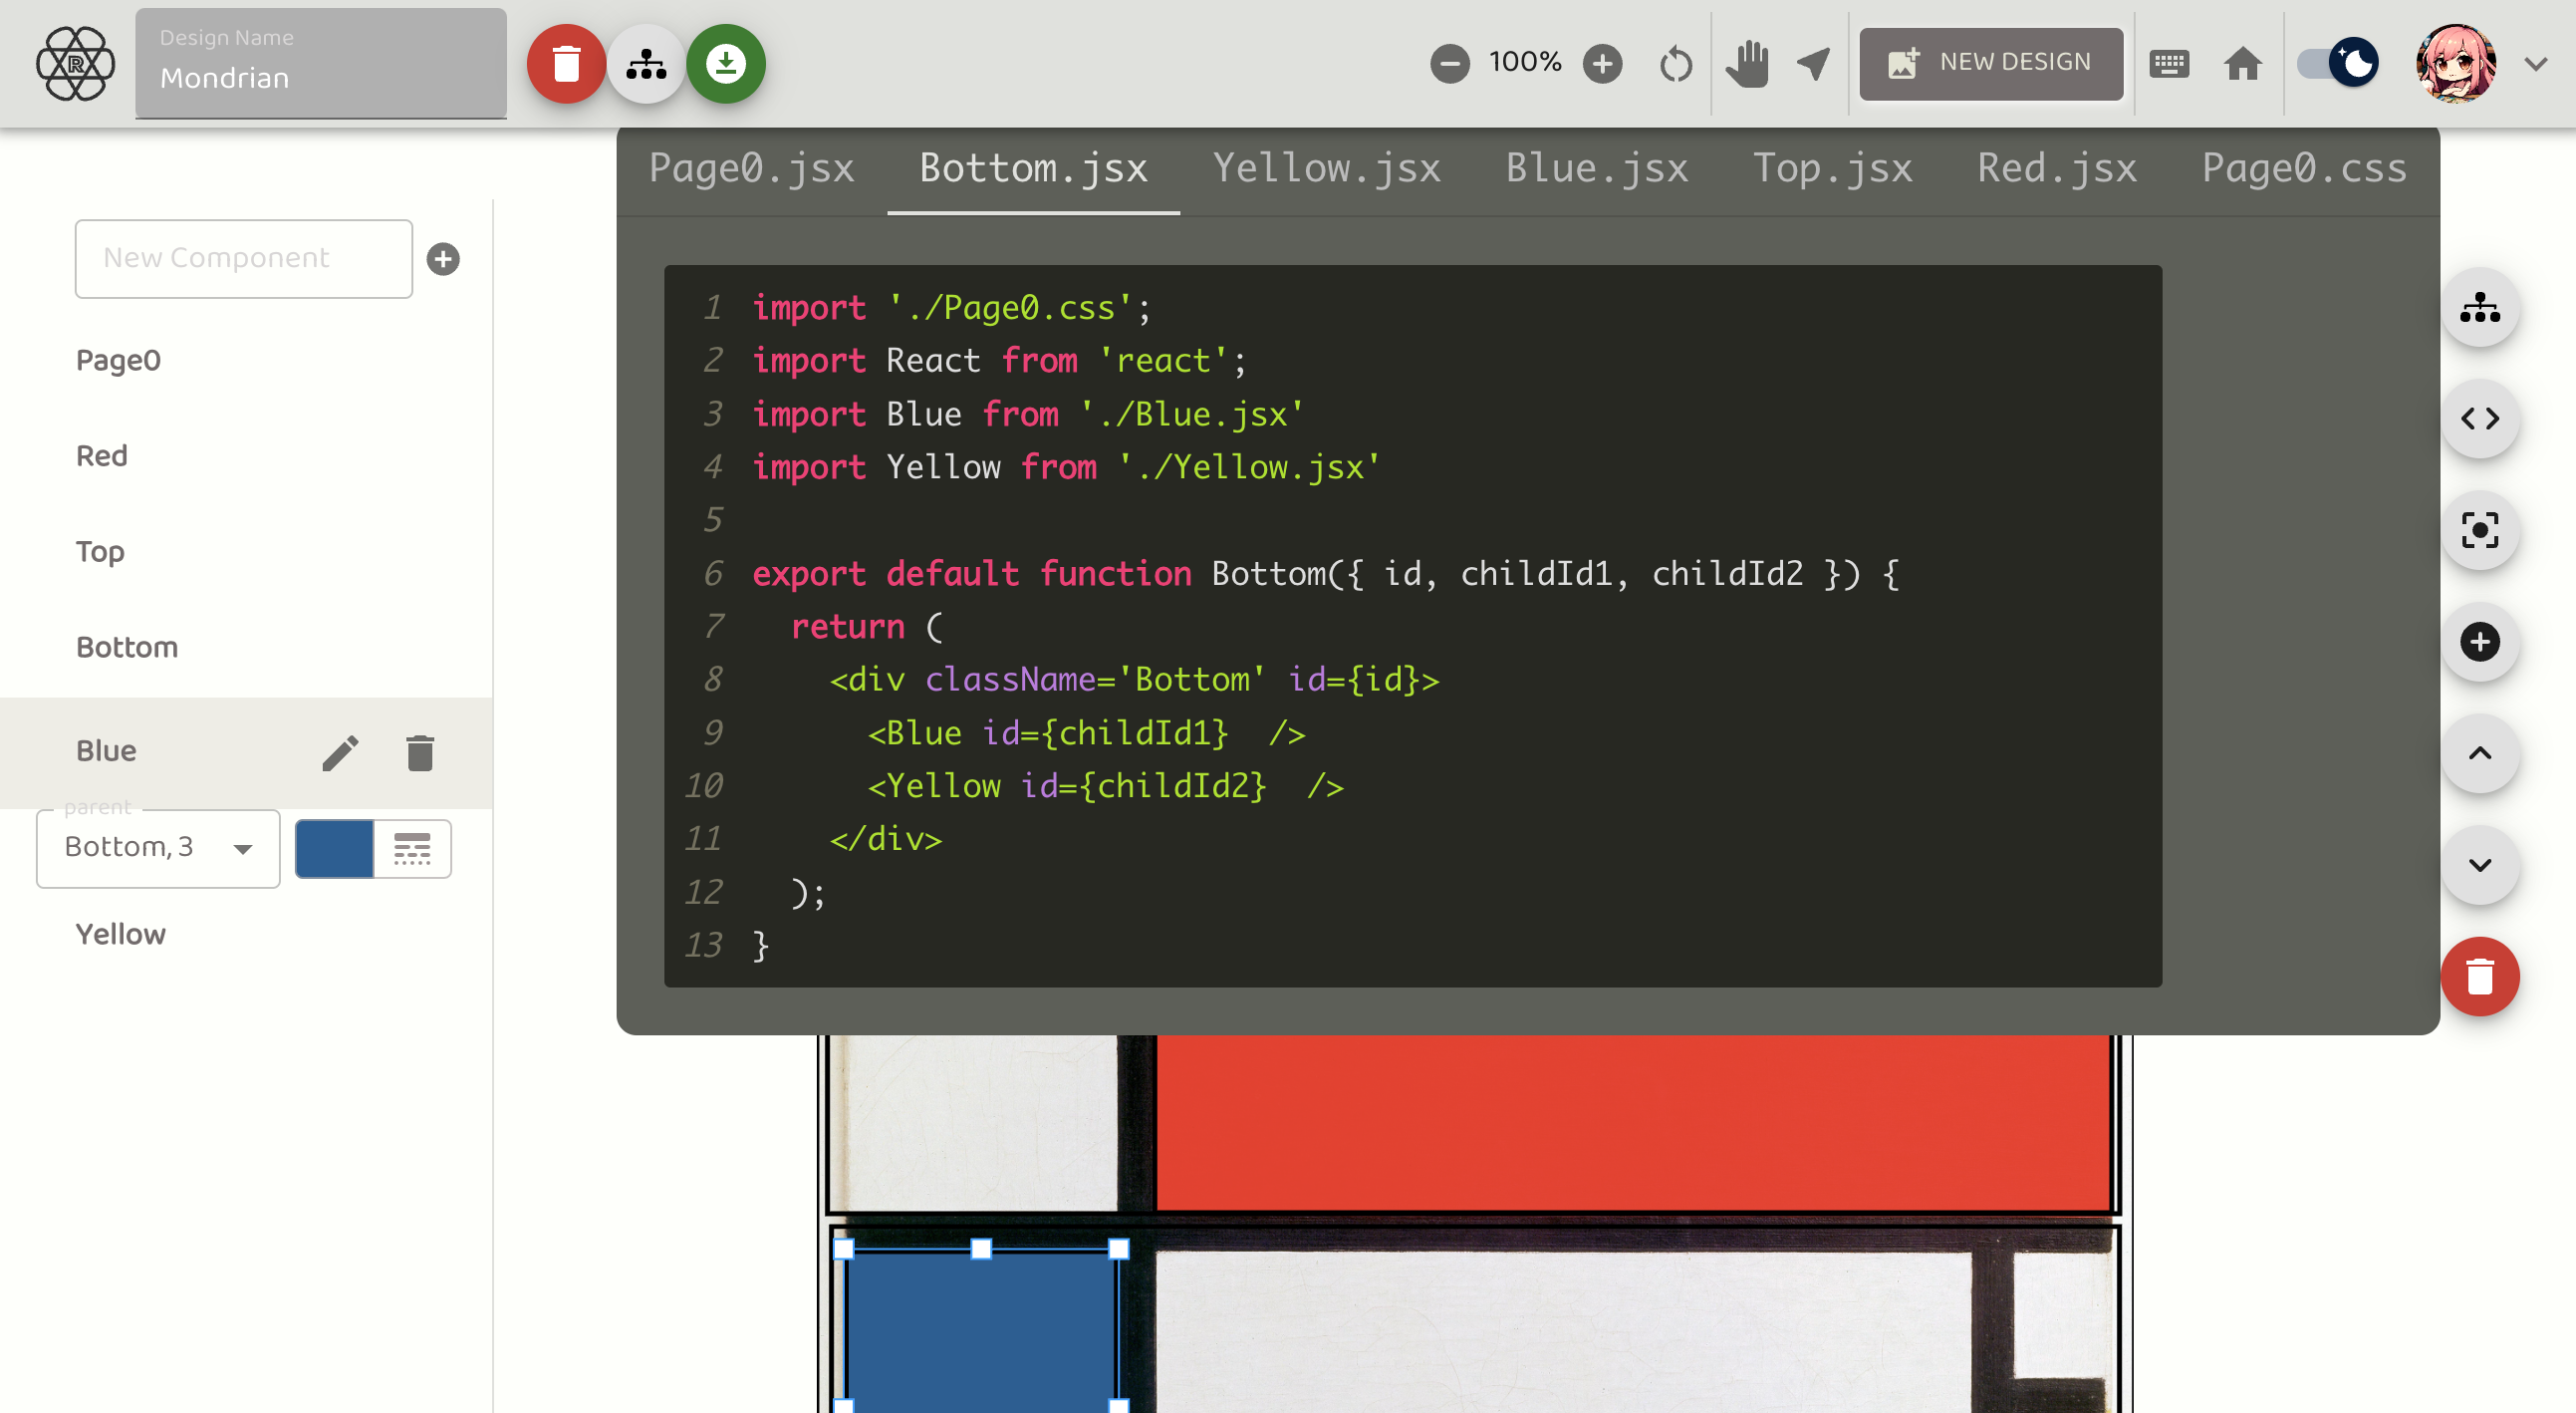 R
Design Name
Mondrian
100%
NEW DESIGN
New Component
Page0
Red
Top
Bottom
Blue
parent
Bottom, 3
Yellow
Page0.jsx Bottom.jsx Yellow.jsx Blue.jsx Top.jsx Red.jsx Page0.css
1 import './Page0.css';
2 import React from 'react';
3 import Blue from './Blue.jsx'
4 import Yellow from './Yellow.jsx'
5
6 export default function Bottom({ id, childId1, childId2 }) {
7   return (
8     <div className='Bottom' id={id}>
9       <Blue id={childId1}  />
10       <Yellow id={childId2}  />
11     </div>
12   );
13 }